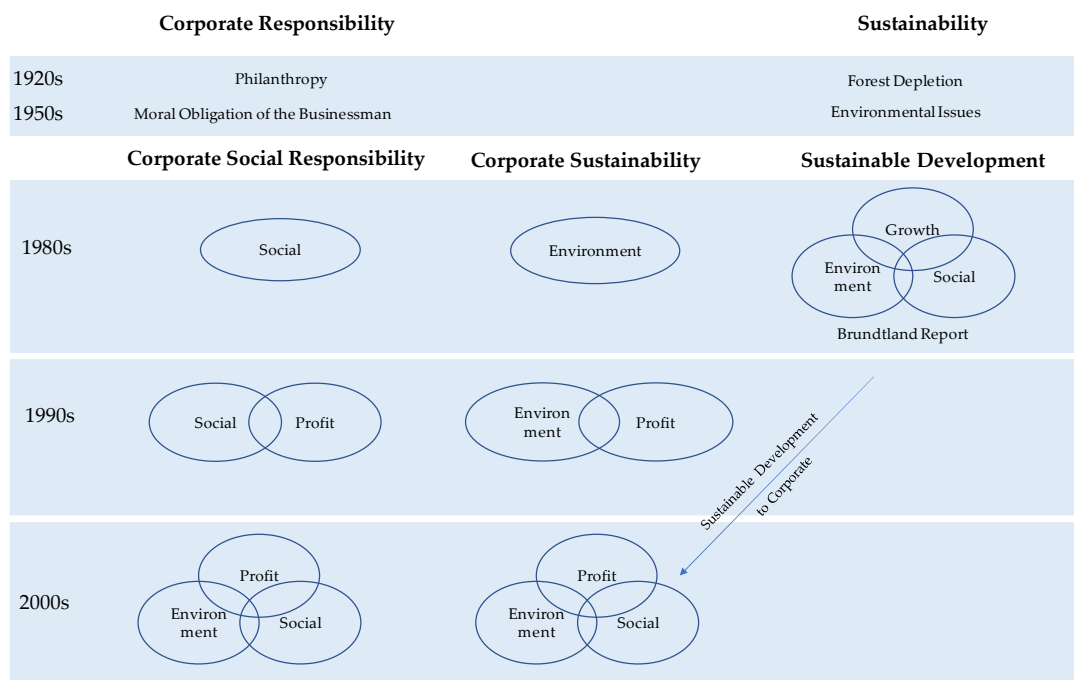 Corporate Responsibility
Sustainability
1920s
Philanthropy
Forest Depletion
1950s
Moral Obligation of the Businessman
Environmental Issues
Corporate Social Responsibility
Corporate Sustainability
Sustainable Development
1980s
Social
Environment
Growth
Environ
ment
Social
Brundtland Report
1990s
Social
Profit
Environ
ment
Profit
Sustainable Development
to Corporate
2000s
Profit
Environ
ment
Social
Profit
Environ
ment
Social